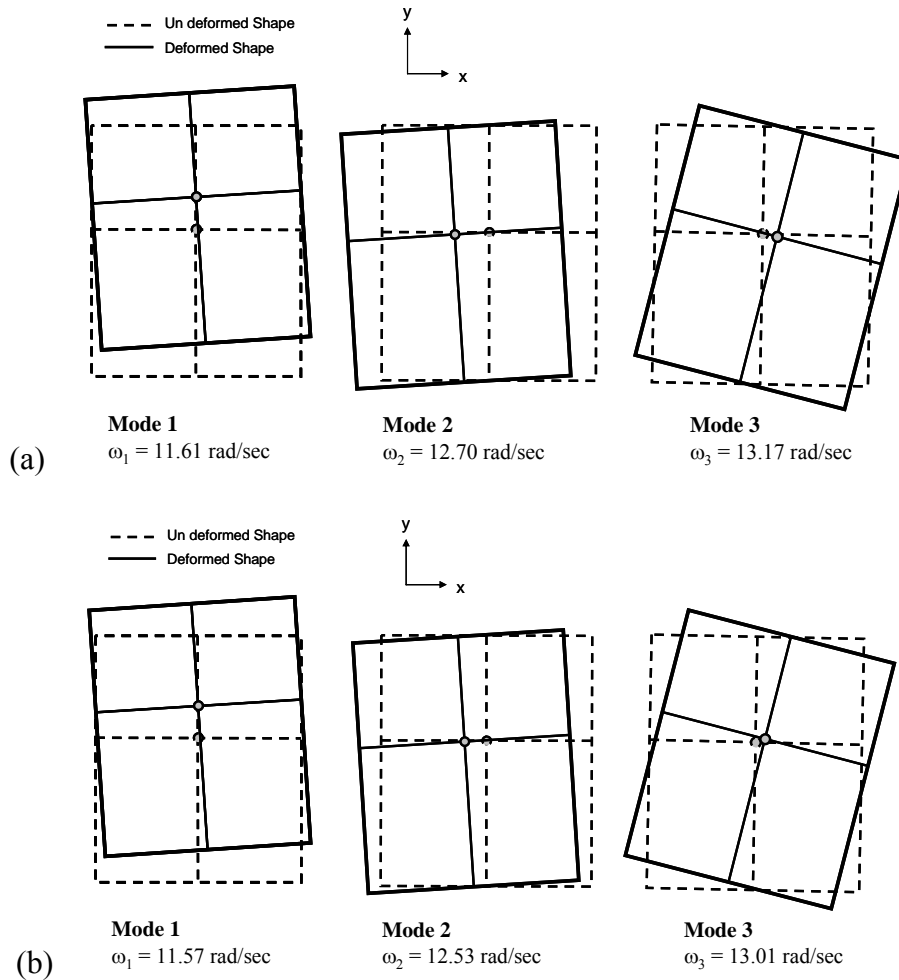 y
Un deformed Shape
Deformed Shape
x
Mode 1
Mode 2
Mode 3
ω₁ = 11.61 rad/sec
ω₂ = 12.70 rad/sec
ω₃ = 13.17 rad/sec
(a)
y
Un deformed Shape
Deformed Shape
x
Mode 1
Mode 2
Mode 3
ω₁ = 11.57 rad/sec
ω₂ = 12.53 rad/sec
ω₃ = 13.01 rad/sec
(b)